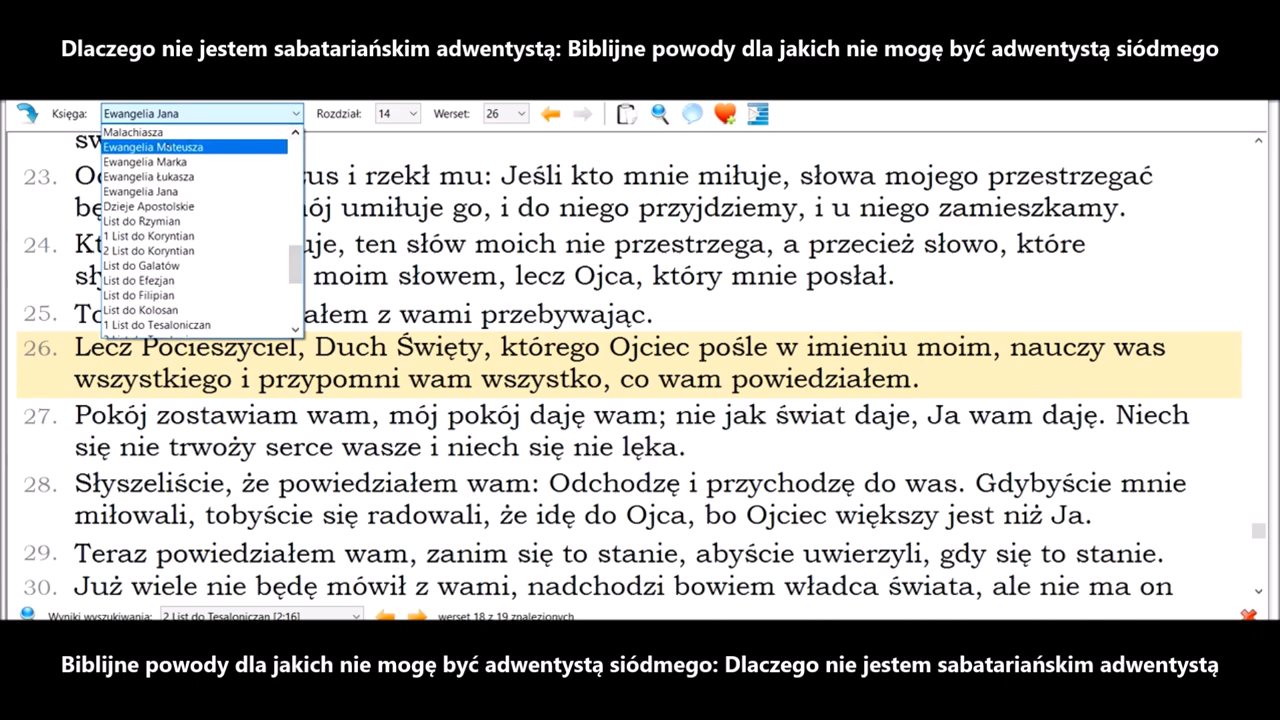 Dlaczego nie jestem sabatariańskim adwentystą: Biblijne powody dla jakich nie mogę być adwentystą siódmego
Księga: Ewangelia Jana Rozdział: 14 Werset: 26
Malachiasza
Ewangelia Mateusza
Ewangelia Marka
Ewangelia Łukasza
Ewangelia Jana
Dzieje Apostolskie
List do Rzymian
1 List do Koryntian
2 List do Koryntian
List do Galatów
List do Efezjan
List do Filipian
List do Kolosan
1 List do Tesaloniczan
23. i rzekł mu: Jeśli kto mnie miłuje, słowa mojego przestrzegać
umiłuje go, i do niego przyjdziemy, i u niego zamieszkamy.
24. ten słów moich nie przestrzega, a przecież słowo, które
moim słowem, lecz Ojca, który mnie posłał.
25. z wami przebywając.
26. Lecz Pocieszyciel, Duch Święty, którego Ojciec pośle w imieniu moim, nauczy was
wszystkiego i przypomni wam wszystko, co wam powiedziałem.
27. Pokój zostawiam wam, mój pokój daję wam; nie jak świat daje, Ja wam daję. Niech
się nie trwoży serce wasze i niech się nie lęka.
28. Słyszeliście, że powiedziałem wam: Odchodzę i przychodzę do was. Gdybyście mnie
miłowali, tobyście się radowali, że idę do Ojca, bo Ojciec większy jest niż Ja.
29. Teraz powiedziałem wam, zanim się to stanie, abyście uwierzyli, gdy się to stanie.
30. Już wiele nie będę mówił z wami, nadchodzi bowiem władca świata, ale nie ma on
Wyniki wyszukiwania: 2 List do Tesaloniczan [2:16] werset 18 z 19 znalezionych
Biblijne powody dla jakich nie mogę być adwentystą siódmego: Dlaczego nie jestem sabatariańskim adwentystą